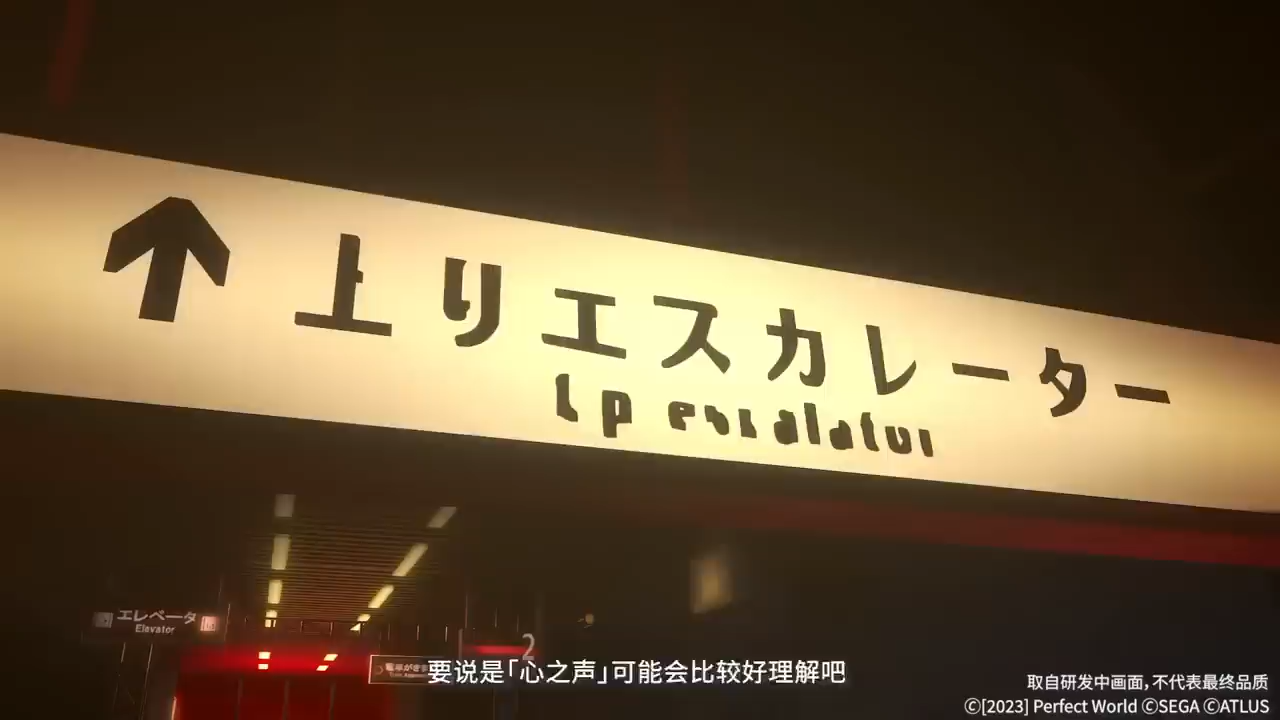 ↑上りエスカレーター
エレベータ
Elevator
2
要说是「心之声」可能会比较好理解吧
取自研发中画面,不代表最终品质
©[2023] Perfect World ©SEGA ©ATLUS